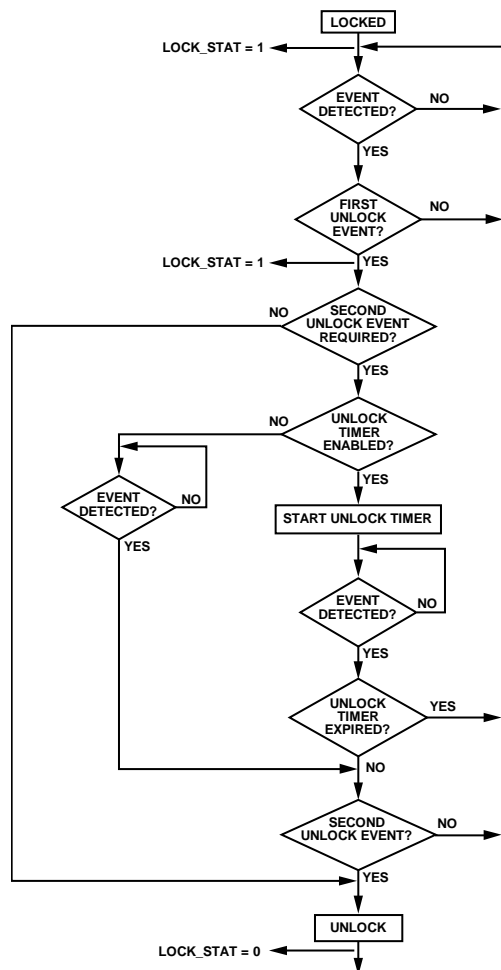 LOCKED
LOCK_STAT = 1
EVENT
DETECTED?
NO
YES
FIRST
UNLOCK
EVENT?
NO
YES
LOCK_STAT = 1
NO
SECOND
UNLOCK EVENT
REQUIRED?
YES
NO
UNLOCK
TIMER
ENABLED?
YES
EVENT
DETECTED?
NO
YES
START UNLOCK TIMER
EVENT
DETECTED?
NO
YES
UNLOCK
TIMER
EXPIRED?
YES
NO
SECOND
UNLOCK EVENT?
NO
YES
UNLOCK
LOCK_STAT = 0